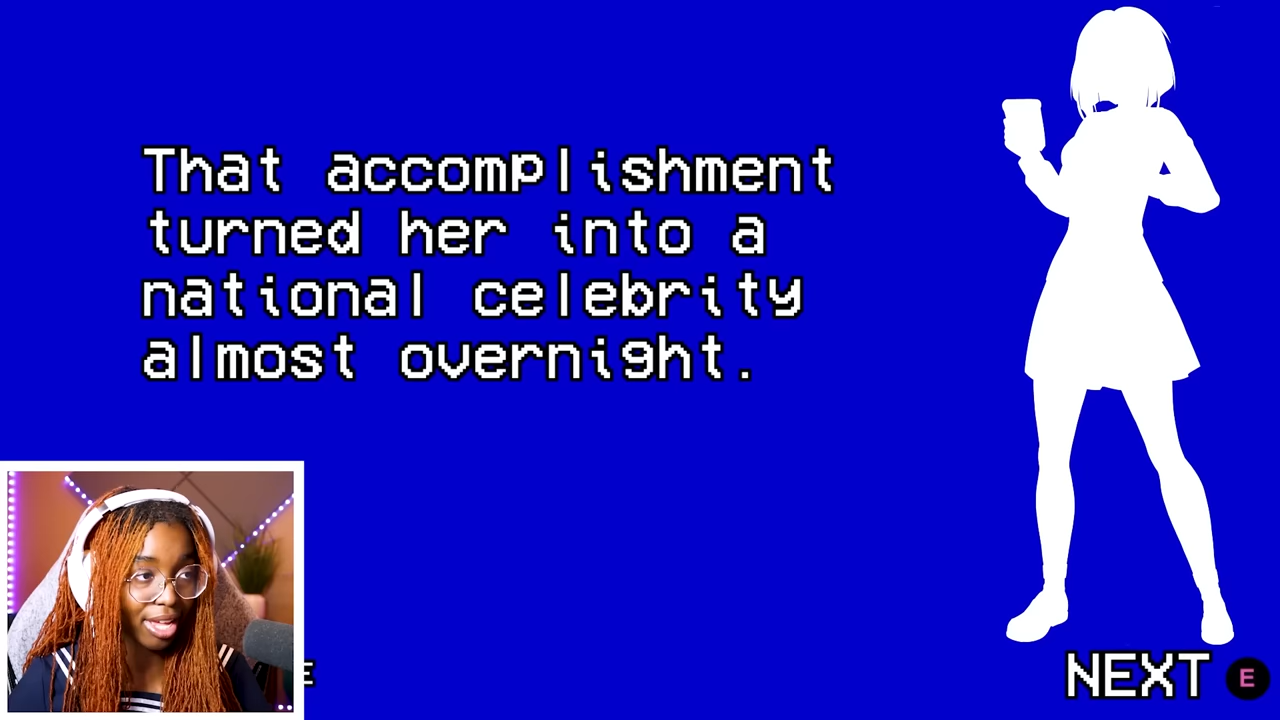 That accomplishment
turned her into a
national celebrity
almost overnight.
E
NEXT E